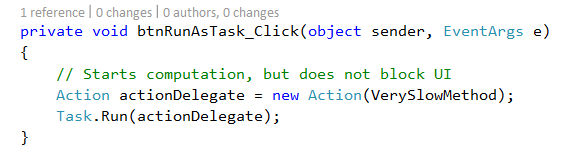 1 reference | 0 changes | 0 authors, 0 changes
private void btnRunAsTask_Click(object sender, EventArgs e)
{
    // Starts computation, but does not block UI
    Action actionDelegate = new Action(VerySlowMethod);
    Task.Run(actionDelegate);
}